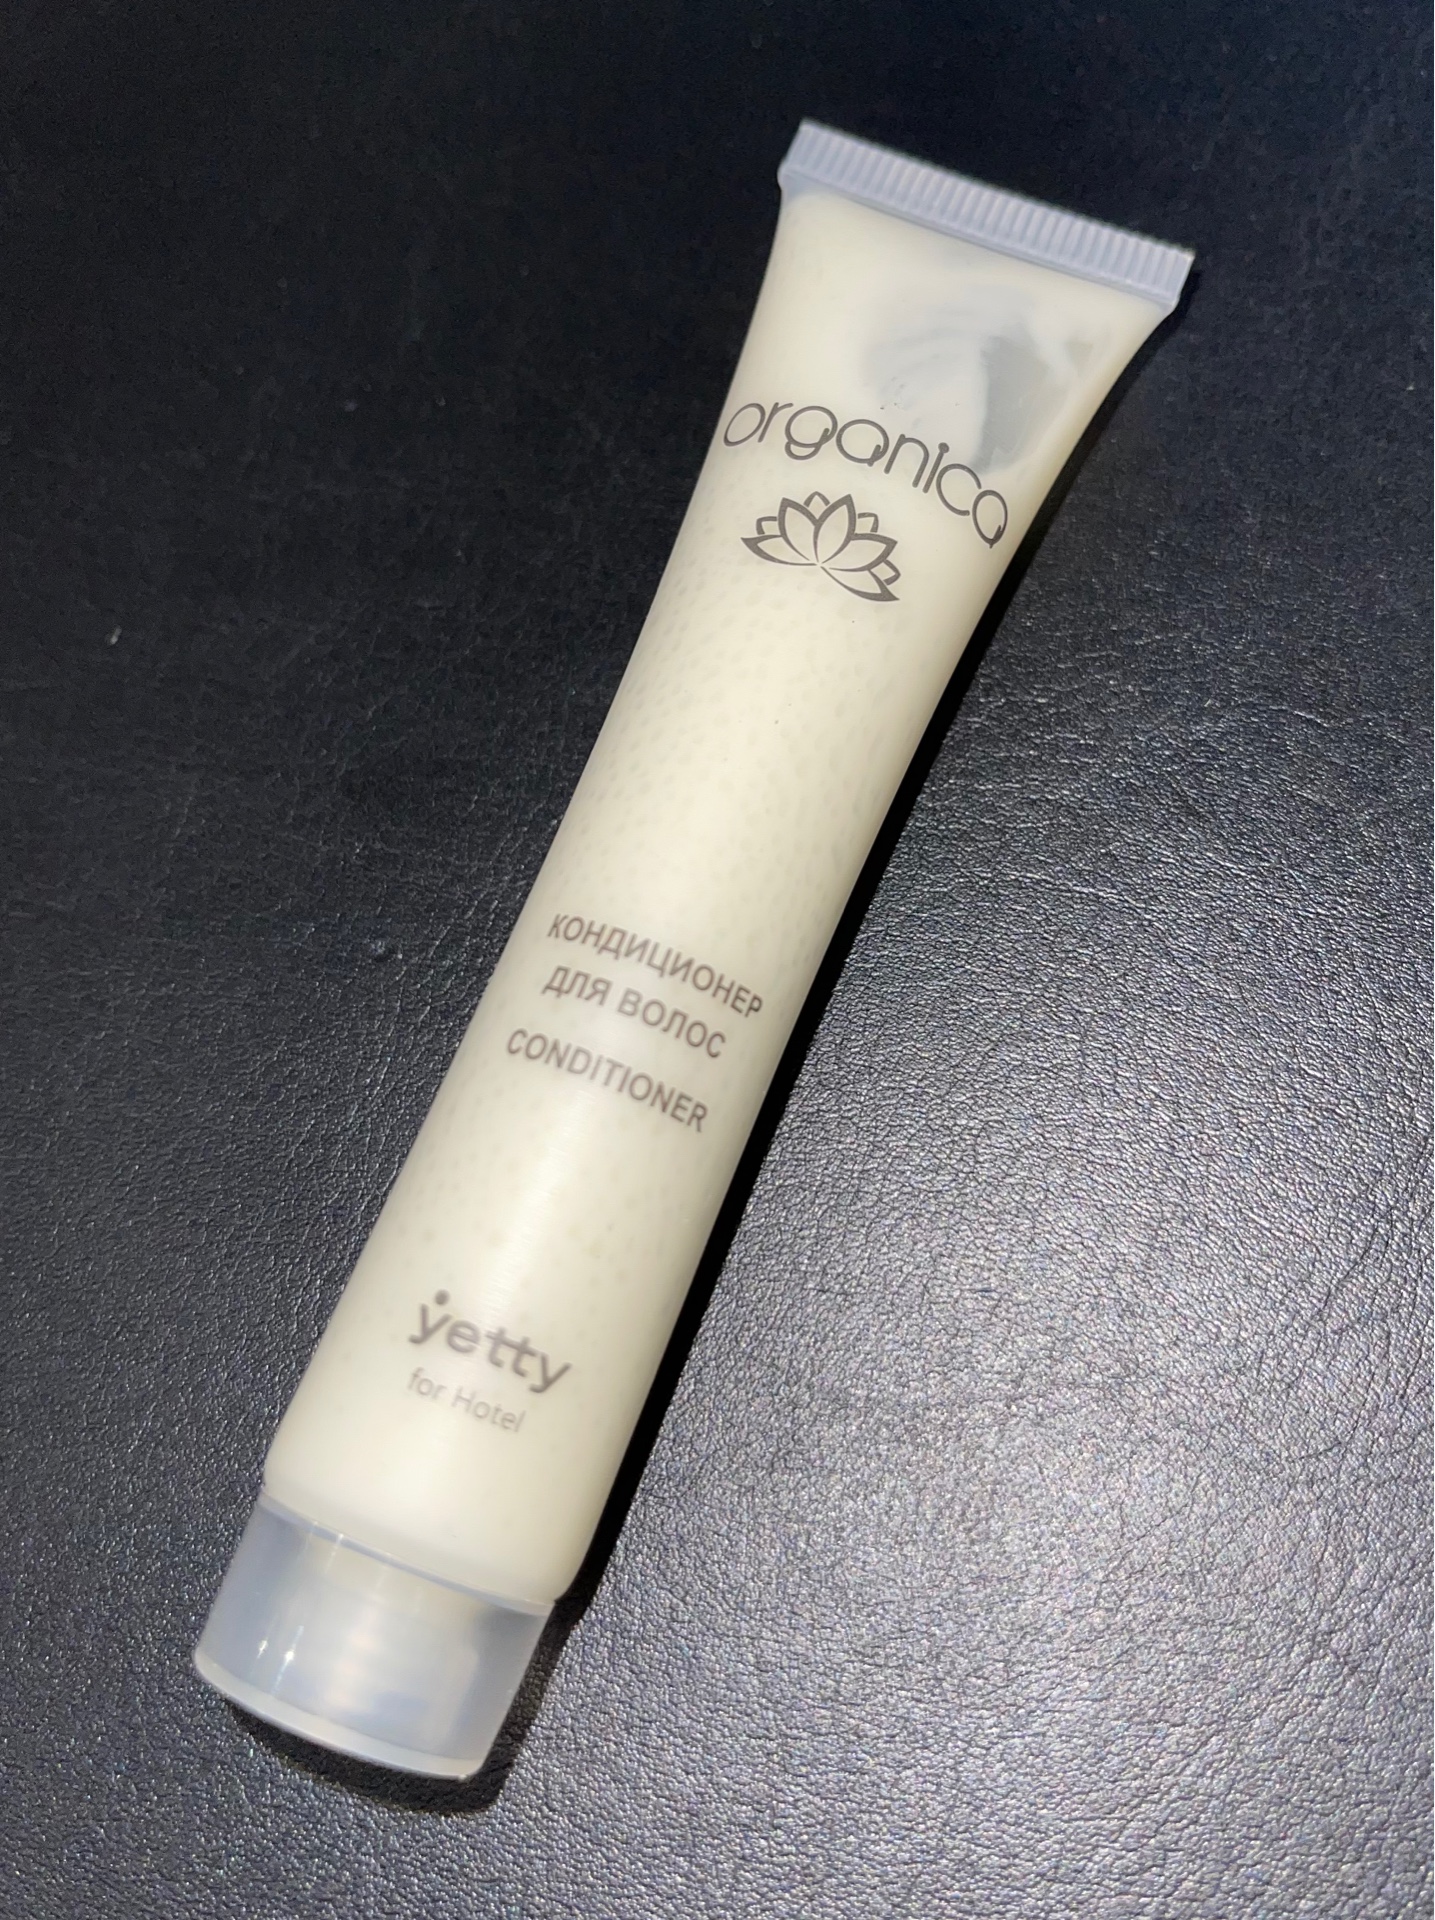 organica
КОНДИЦИОНЕР
ДЛЯ ВОЛОС
CONDITIONER
yetty
for Hotel